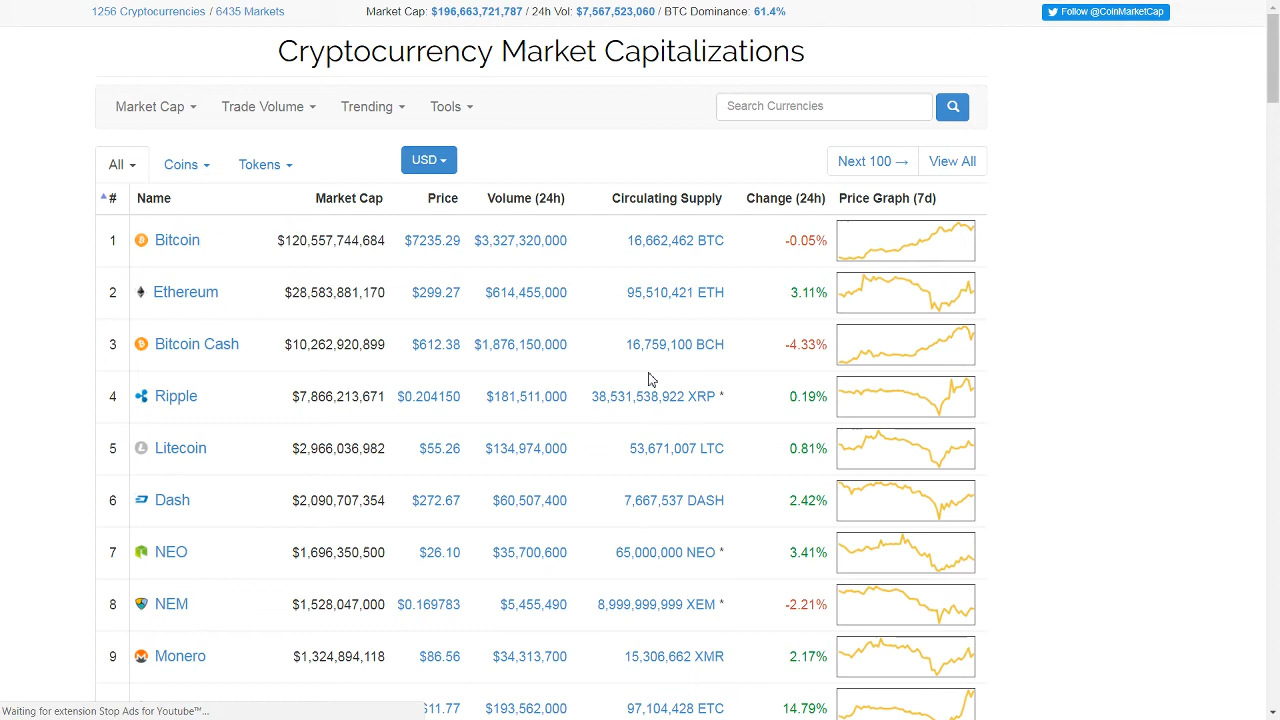 1256 Cryptocurrencies / 6435 Markets Market Cap: $196,663,721,787 / 24h Vol: $7,567,523,060 / BTC Dominance: 61.4% Follow @CoinMarketCap
Cryptocurrency Market Capitalizations
Market Cap Trade Volume Trending Tools Search Currencies
All Coins Tokens USD Next 100 → View All
# Name Market Cap Price Volume (24h) Circulating Supply Change (24h) Price Graph (7d)
1 Bitcoin $120,557,744,684 $7235.29 $3,327,320,000 16,662,462 BTC -0.05%
2 Ethereum $28,583,881,170 $299.27 $614,455,000 95,510,421 ETH 3.11%
3 Bitcoin Cash $10,262,920,899 $612.38 $1,876,150,000 16,759,100 BCH -4.33%
4 Ripple $7,866,213,671 $0.204150 $181,511,000 38,531,538,922 XRP * 0.19%
5 Litecoin $2,966,036,982 $55.26 $134,974,000 53,671,007 LTC 0.81%
6 Dash $2,090,707,354 $272.67 $60,507,400 7,667,537 DASH 2.42%
7 NEO $1,696,350,500 $26.10 $35,700,600 65,000,000 NEO * 3.41%
8 NEM $1,528,047,000 $0.169783 $5,455,490 8,999,999,999 XEM * -2.21%
9 Monero $1,324,894,118 $86.56 $34,313,700 15,306,662 XMR 2.17%
$193,562,000 97,104,428 ETC 14.79%
Waiting for extension Stop Ads for Youtube™...